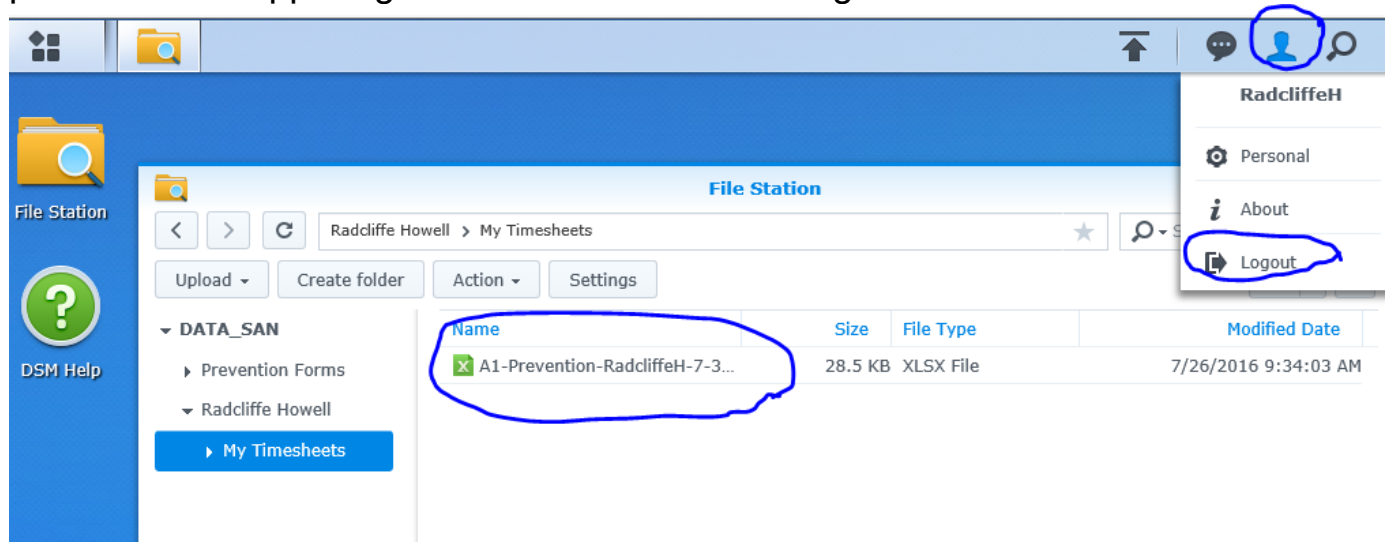 RadcliffeH
Personal
About
Logout
File Station
DSM Help
File Station
Radcliffe Howell > My Timesheets
Upload
Create folder
Action
Settings
DATA_SAN
Prevention Forms
Radcliffe Howell
My Timesheets
Name Size File Type Modified Date
A1-Prevention-RadcliffeH-7-3... 28.5 KB XLSX File 7/26/2016 9:34:03 AM